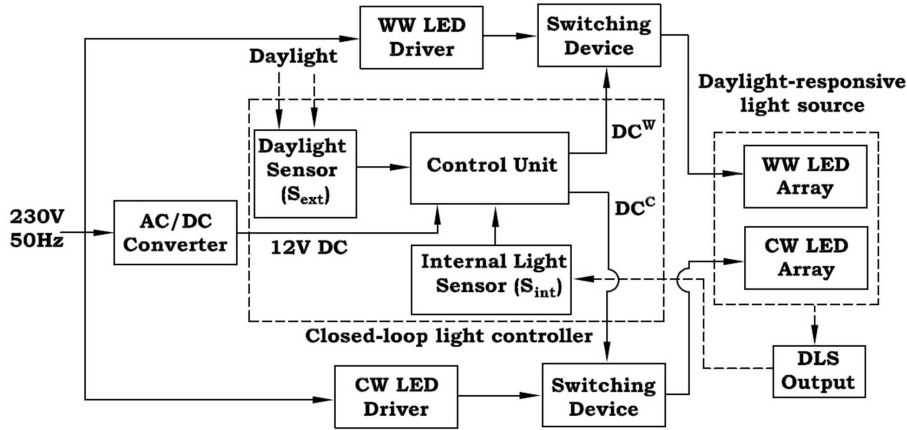 WW LED
Driver
Switching
Device
Daylight
Daylight-responsive
light source
Daylight
Sensor
(S_ext)
Control Unit
DC^W
WW LED
Array
230V
50Hz
AC/DC
Converter
12V DC
DC^C
Internal Light
Sensor (S_int)
CW LED
Array
Closed-loop light controller
DLS
Output
CW LED
Driver
Switching
Device